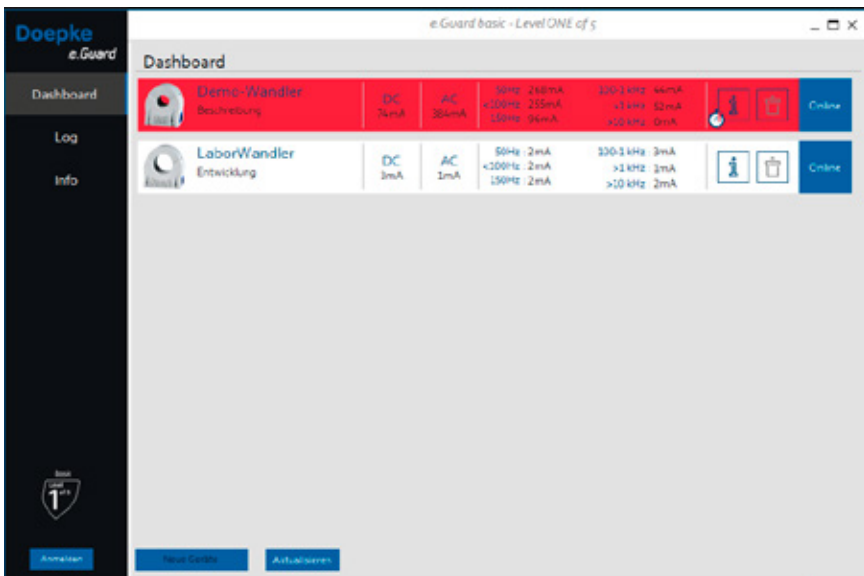 e.Guard basic - Level ONE of 5
Doepke
e.Guard
Dashboard
Log
Info
Dashboard
Demo-Wandler
Beschreibung
DC
74mA
AC
384mA
50Hz 268mA
<100Hz 255mA
150Hz 96mA
100-1 kHz 44mA
>1 kHz 52mA
>10 kHz 0mA
Online
LaborWandler
Entwicklung
DC
AC
1mA
50Hz 2mA
<100Hz 2mA
150Hz 2mA
100-1 kHz 3mA
>1 kHz 1mA
>10 kHz 2mA
Online
Level
1
Anmelden
Neue Geräte
Aktualisieren